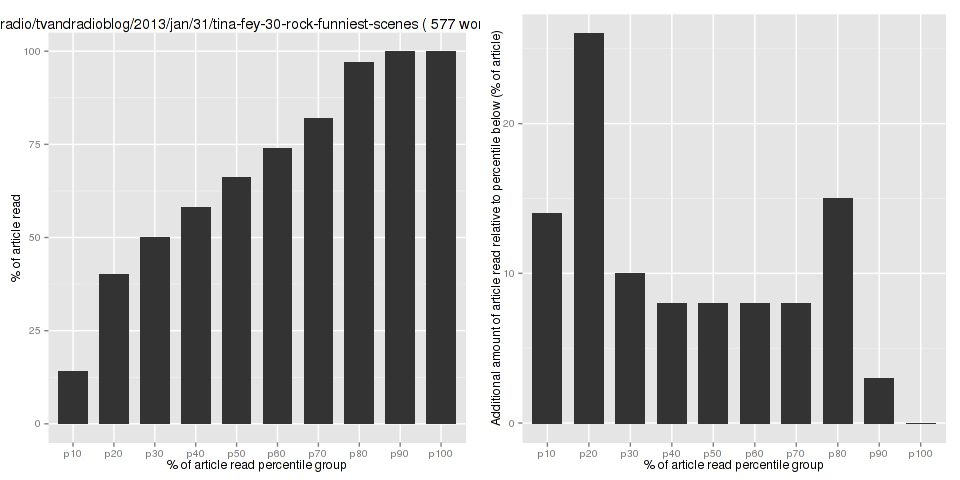 radio/tvandradioblog/2013/jan/31/tina-fey-30-rock-funniest-scenes ( 577 wor
% of article read
100
75
50
25
0
p10 p20 p30 p40 p50 p60 p70 p80 p90 p100
% of article read percentile group
Additional amount of article read relative to percentile below (% of article)
20
10
0
p10 p20 p30 p40 p50 p60 p70 p80 p90 p100
% of article read percentile group